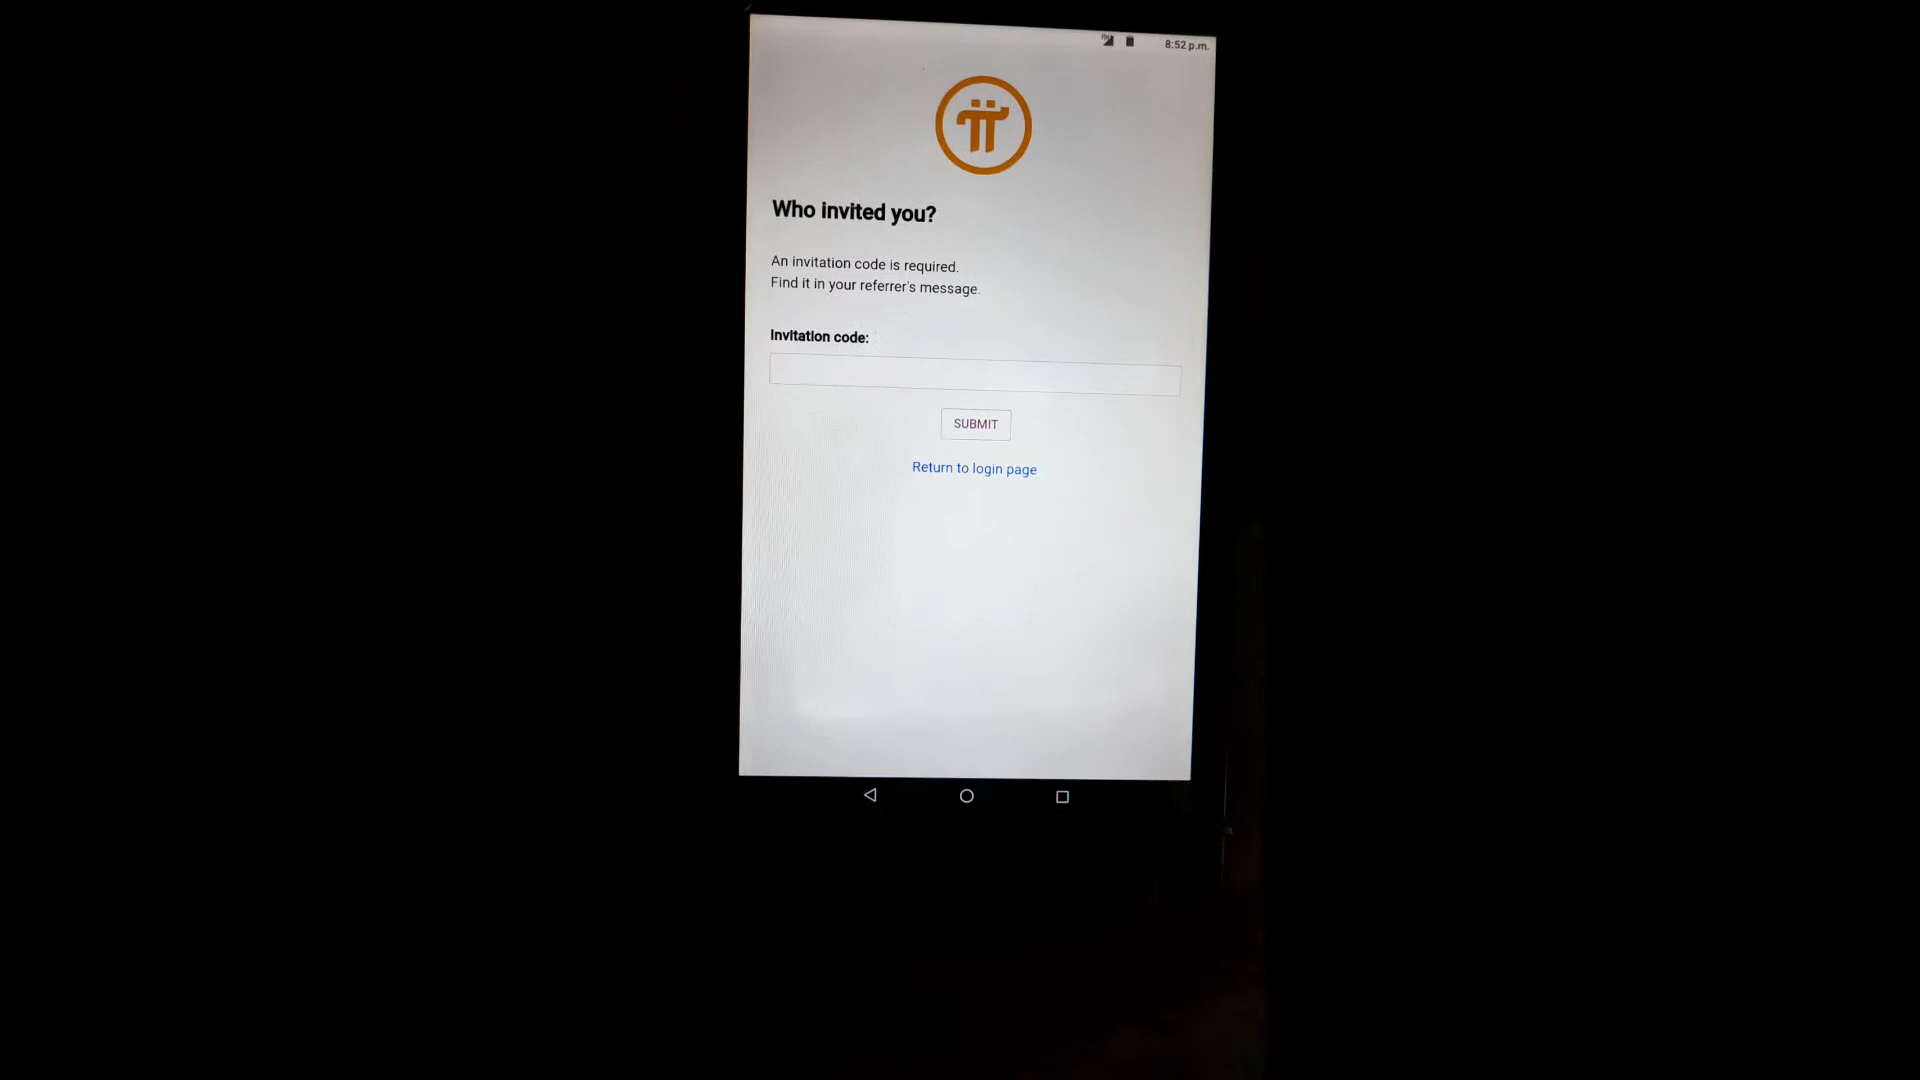 8:52 p.m.
Who invited you?
An invitation code is required.
Find it in your referrer's message.
Invitation code:
SUBMIT
Return to login page